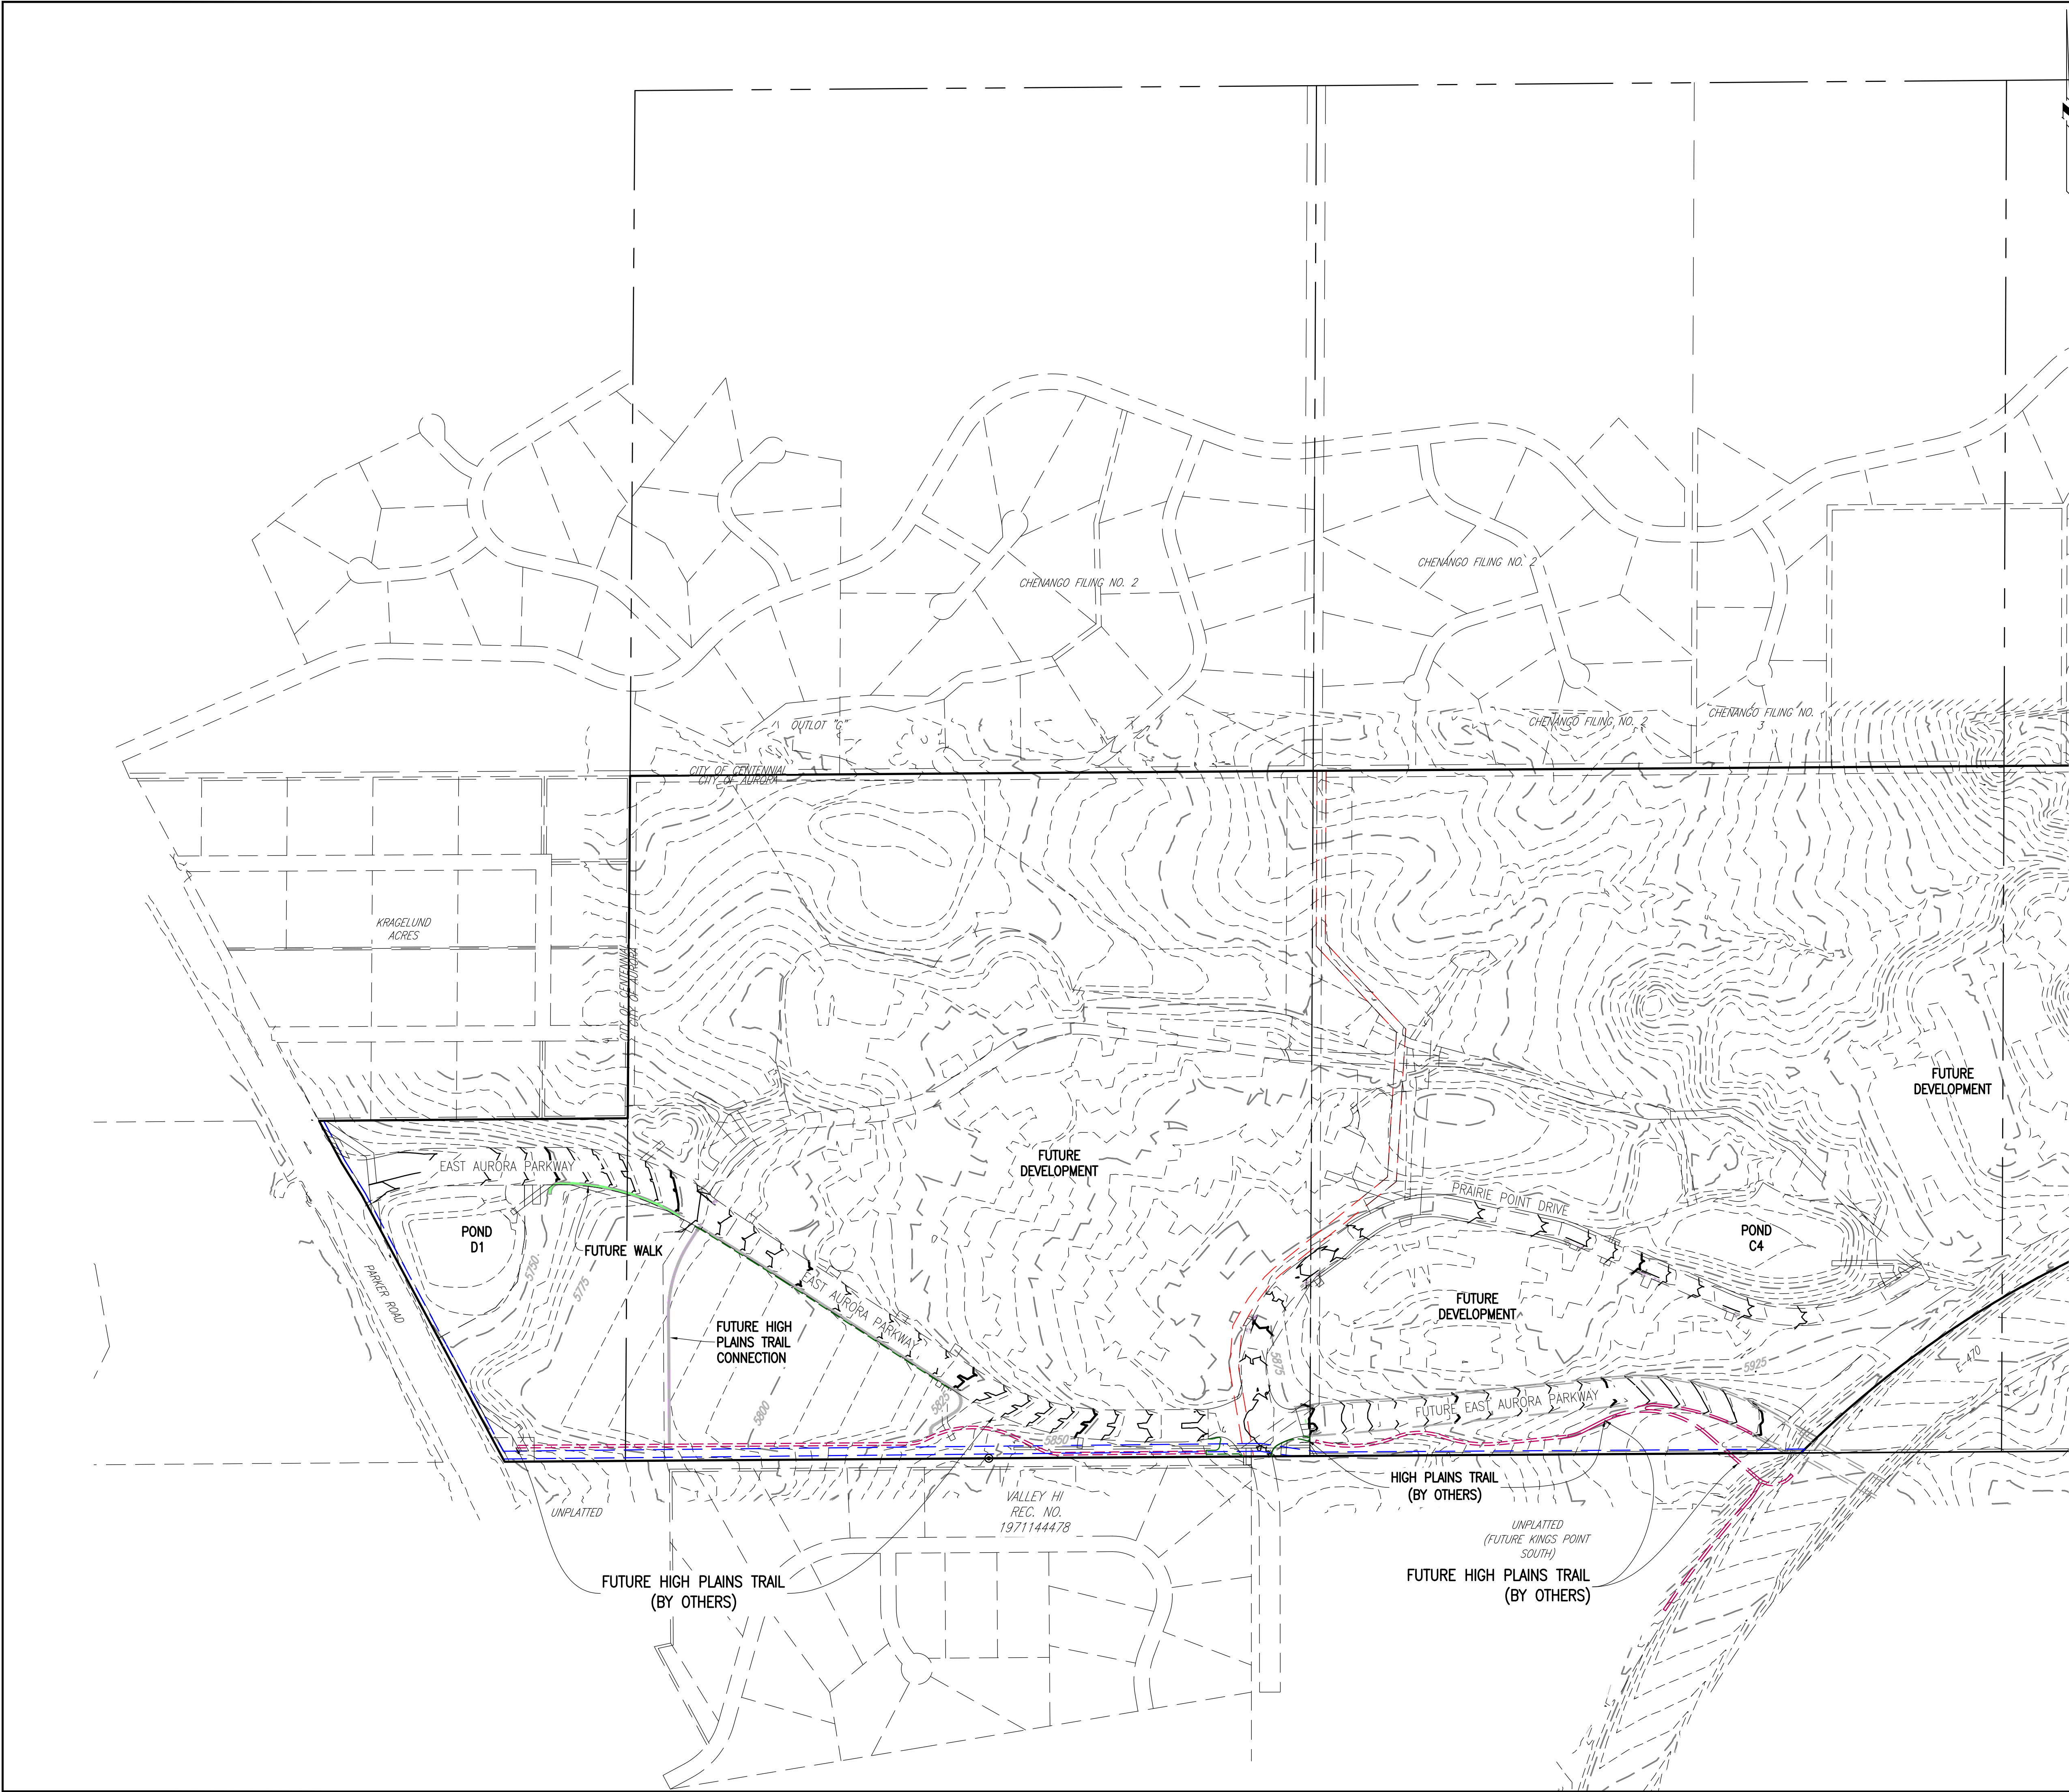 CHENANGO FILING NO. 2
CHENANGO FILING NO. 2
OUTLOT "G"
CHENANGO FILING NO. 2
CHENANGO FILING NO.
3
CITY OF CENTENNIAL
CITY OF AURORA
KRAGELUND
ACRES
CITY OF CENTENNIAL
CITY OF AURORA
FUTURE
DEVELOPMENT
EAST AURORA PARKWAY
FUTURE
DEVELOPMENT
PRAIRIE POINT DRIVE
POND
D1
FUTURE WALK
POND
C4
5750
5775
PARKER ROAD
EAST AURORA PARKWAY
FUTURE
DEVELOPMENT
FUTURE HIGH
PLAINS TRAIL
CONNECTION
5875
5925
E-470
5800
5825
FUTURE EAST AURORA PARKWAY
5850
HIGH PLAINS TRAIL
(BY OTHERS)
UNPLATTED
VALLEY HI
REC. NO.
1971144478
UNPLATTED
(FUTURE KINGS POINT
SOUTH)
FUTURE HIGH PLAINS TRAIL
(BY OTHERS)
FUTURE HIGH PLAINS TRAIL
(BY OTHERS)